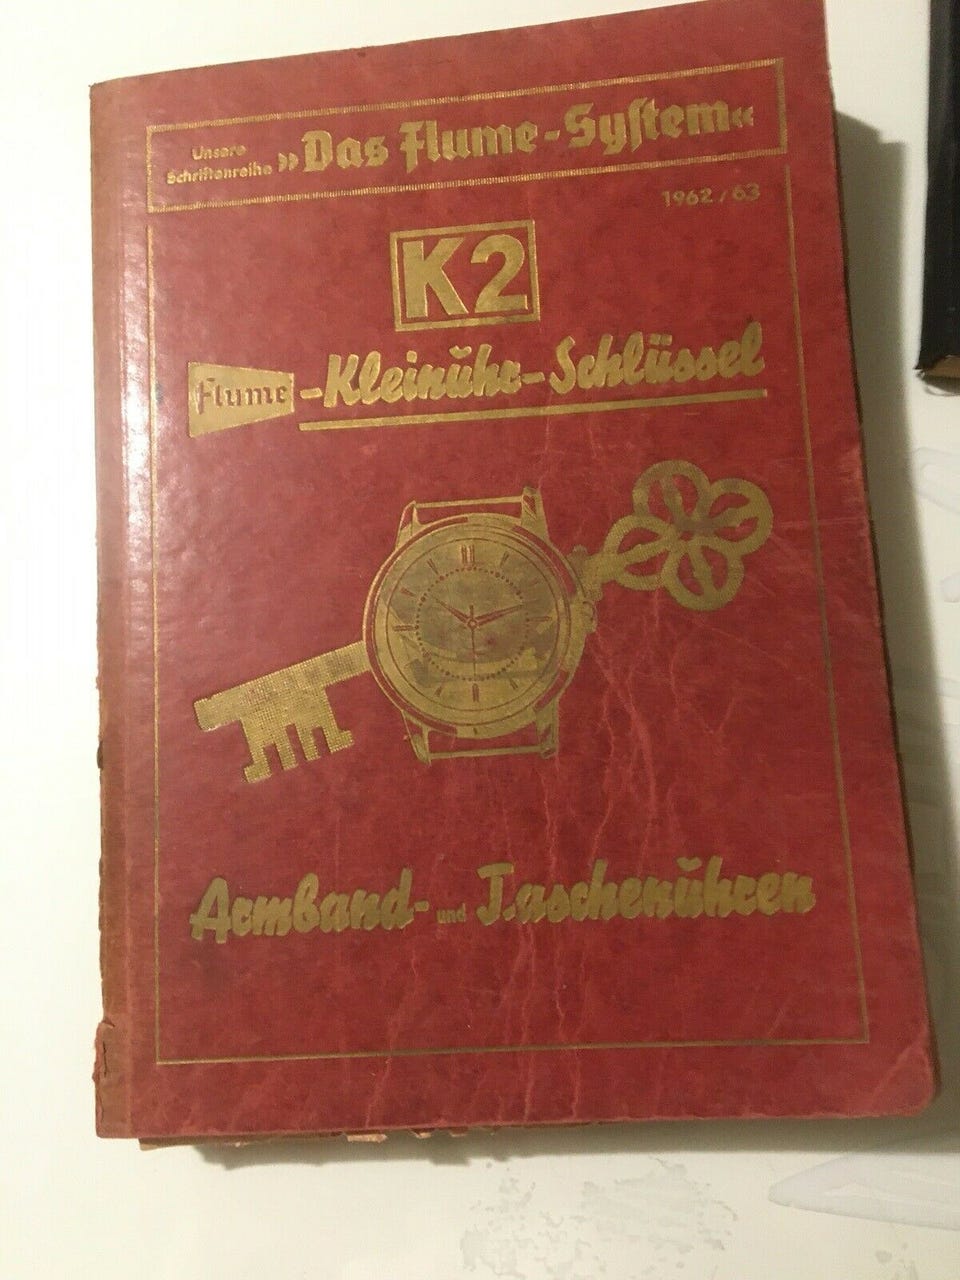 Unsere
Schriftenreihe »Das Flume-System«
1962/63
K2
Flume-Kleinuhr-Schlüssel
Armband- und Taschenuhren